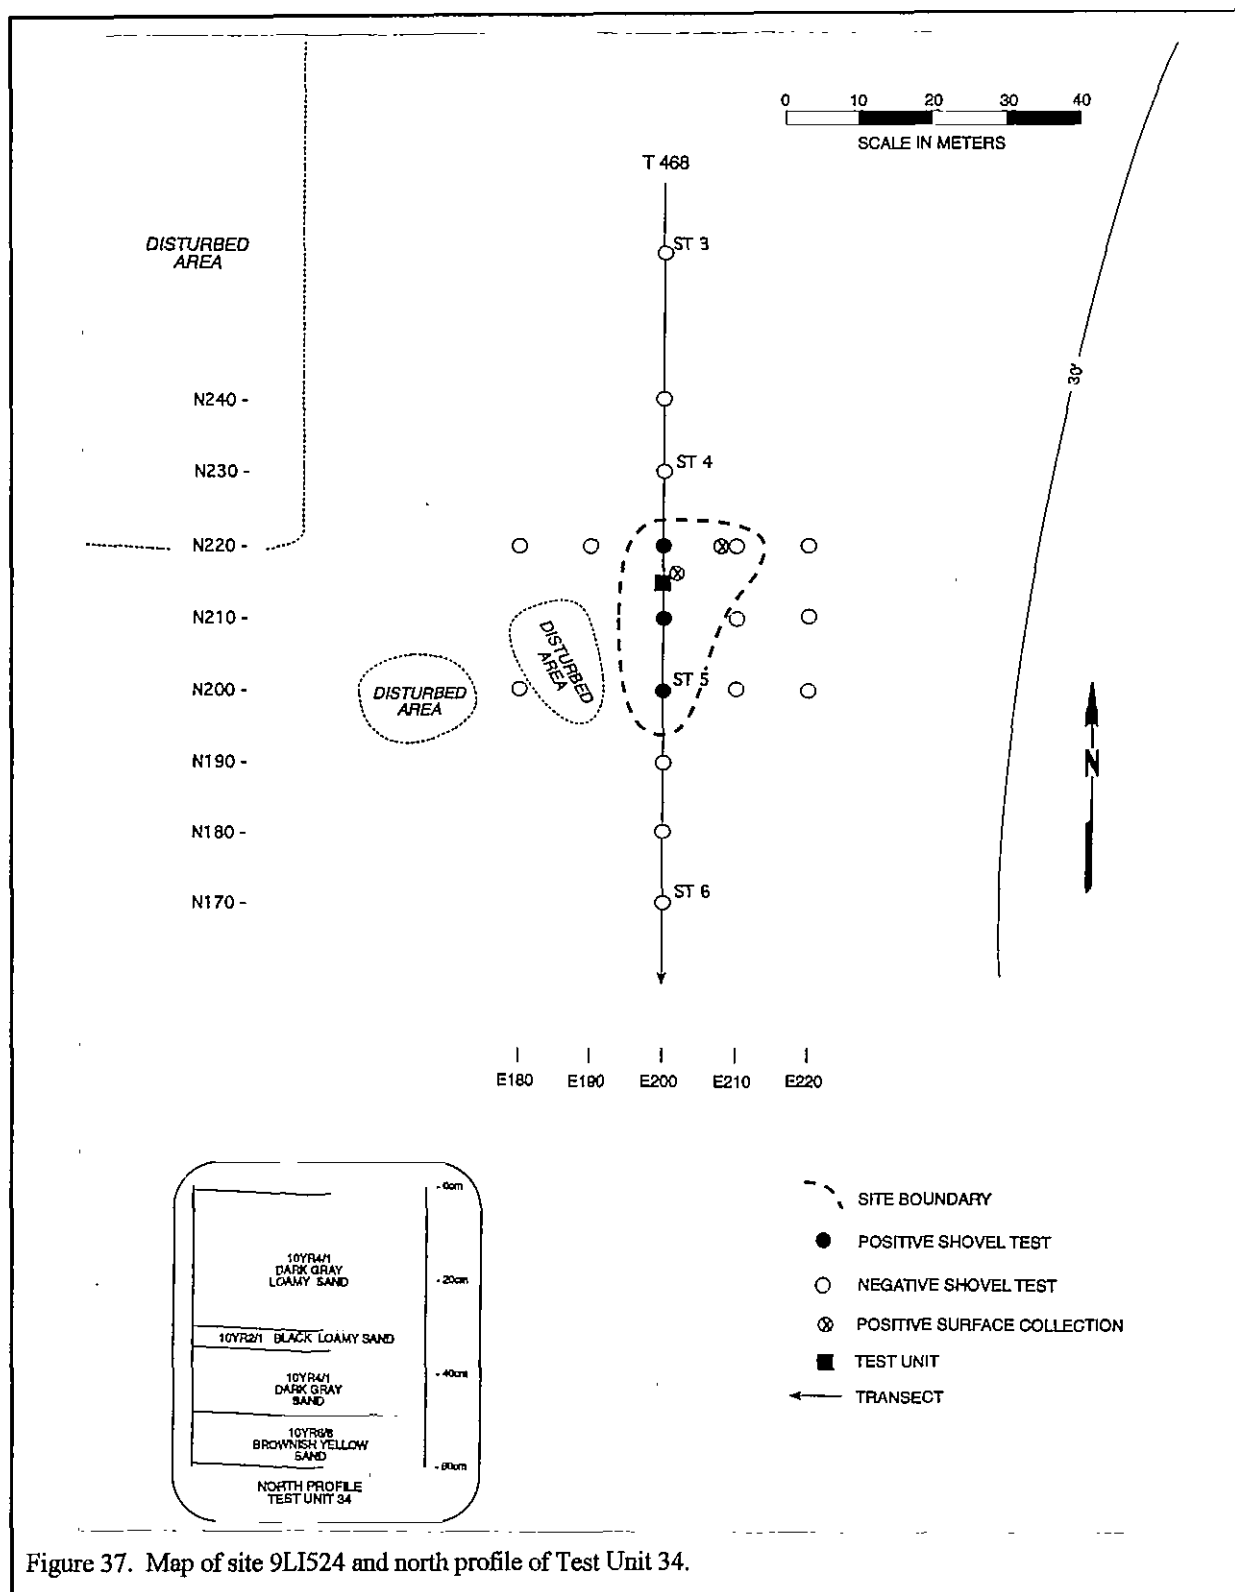 0 10 20 30 40
SCALE IN METERS
T 468
ST 3
DISTURBED
AREA
30'
N240 -
ST 4
N230 -
N220 -
N210 -
DISTURBED
AREA
ST 5
N200 -
DISTURBED
AREA
N190 -
N
N180 -
ST 6
N170 -
E180 E190 E200 E210 E220
- 0cm
10YR4/1
DARK GRAY
LOAMY SAND
- 20cm
10YR2/1 BLACK LOAMY SAND
10YR4/1
DARK GRAY
SAND
- 40cm
10YR6/6
BROWNISH YELLOW
SAND
- 60cm
NORTH PROFILE
TEST UNIT 34
SITE BOUNDARY
POSITIVE SHOVEL TEST
NEGATIVE SHOVEL TEST
POSITIVE SURFACE COLLECTION
TEST UNIT
TRANSECT
Figure 37. Map of site 9LI524 and north profile of Test Unit 34.